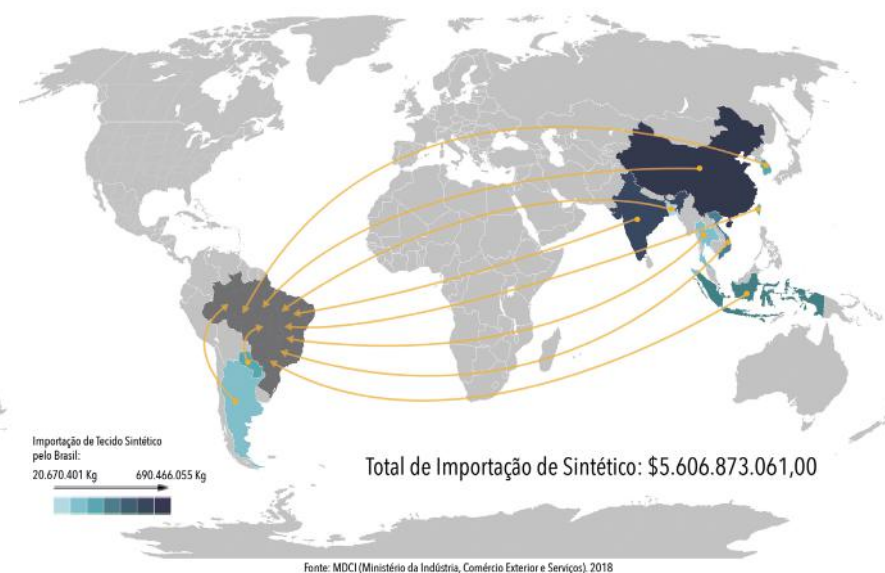 Importação de Tecido Sintético
pelo Brasil:
20.670.401 Kg 690.466.055 Kg
Total de Importação de Sintético: $5.606.873.061,00
Fonte: MDCI (Ministério da Indústria, Comércio Exterior e Serviços). 2018